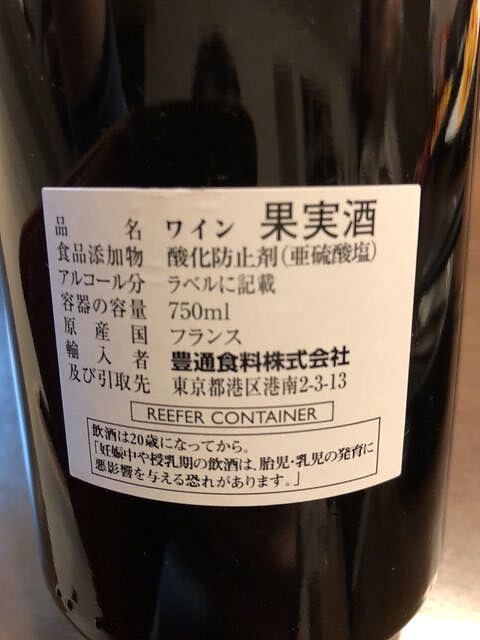 品名 ワイン 果実酒
食品添加物 酸化防止剤(亜硫酸塩)
アルコール分 ラベルに記載
容器の容量 750ml
原産国 フランス
輸入者 豊通食料株式会社
及び引取先 東京都港区港南2-3-13
REEFER CONTAINER
飲酒は20歳になってから。
「妊娠中や授乳期の飲酒は、胎児・乳児の発育に
悪影響を与える恐れがあります。」